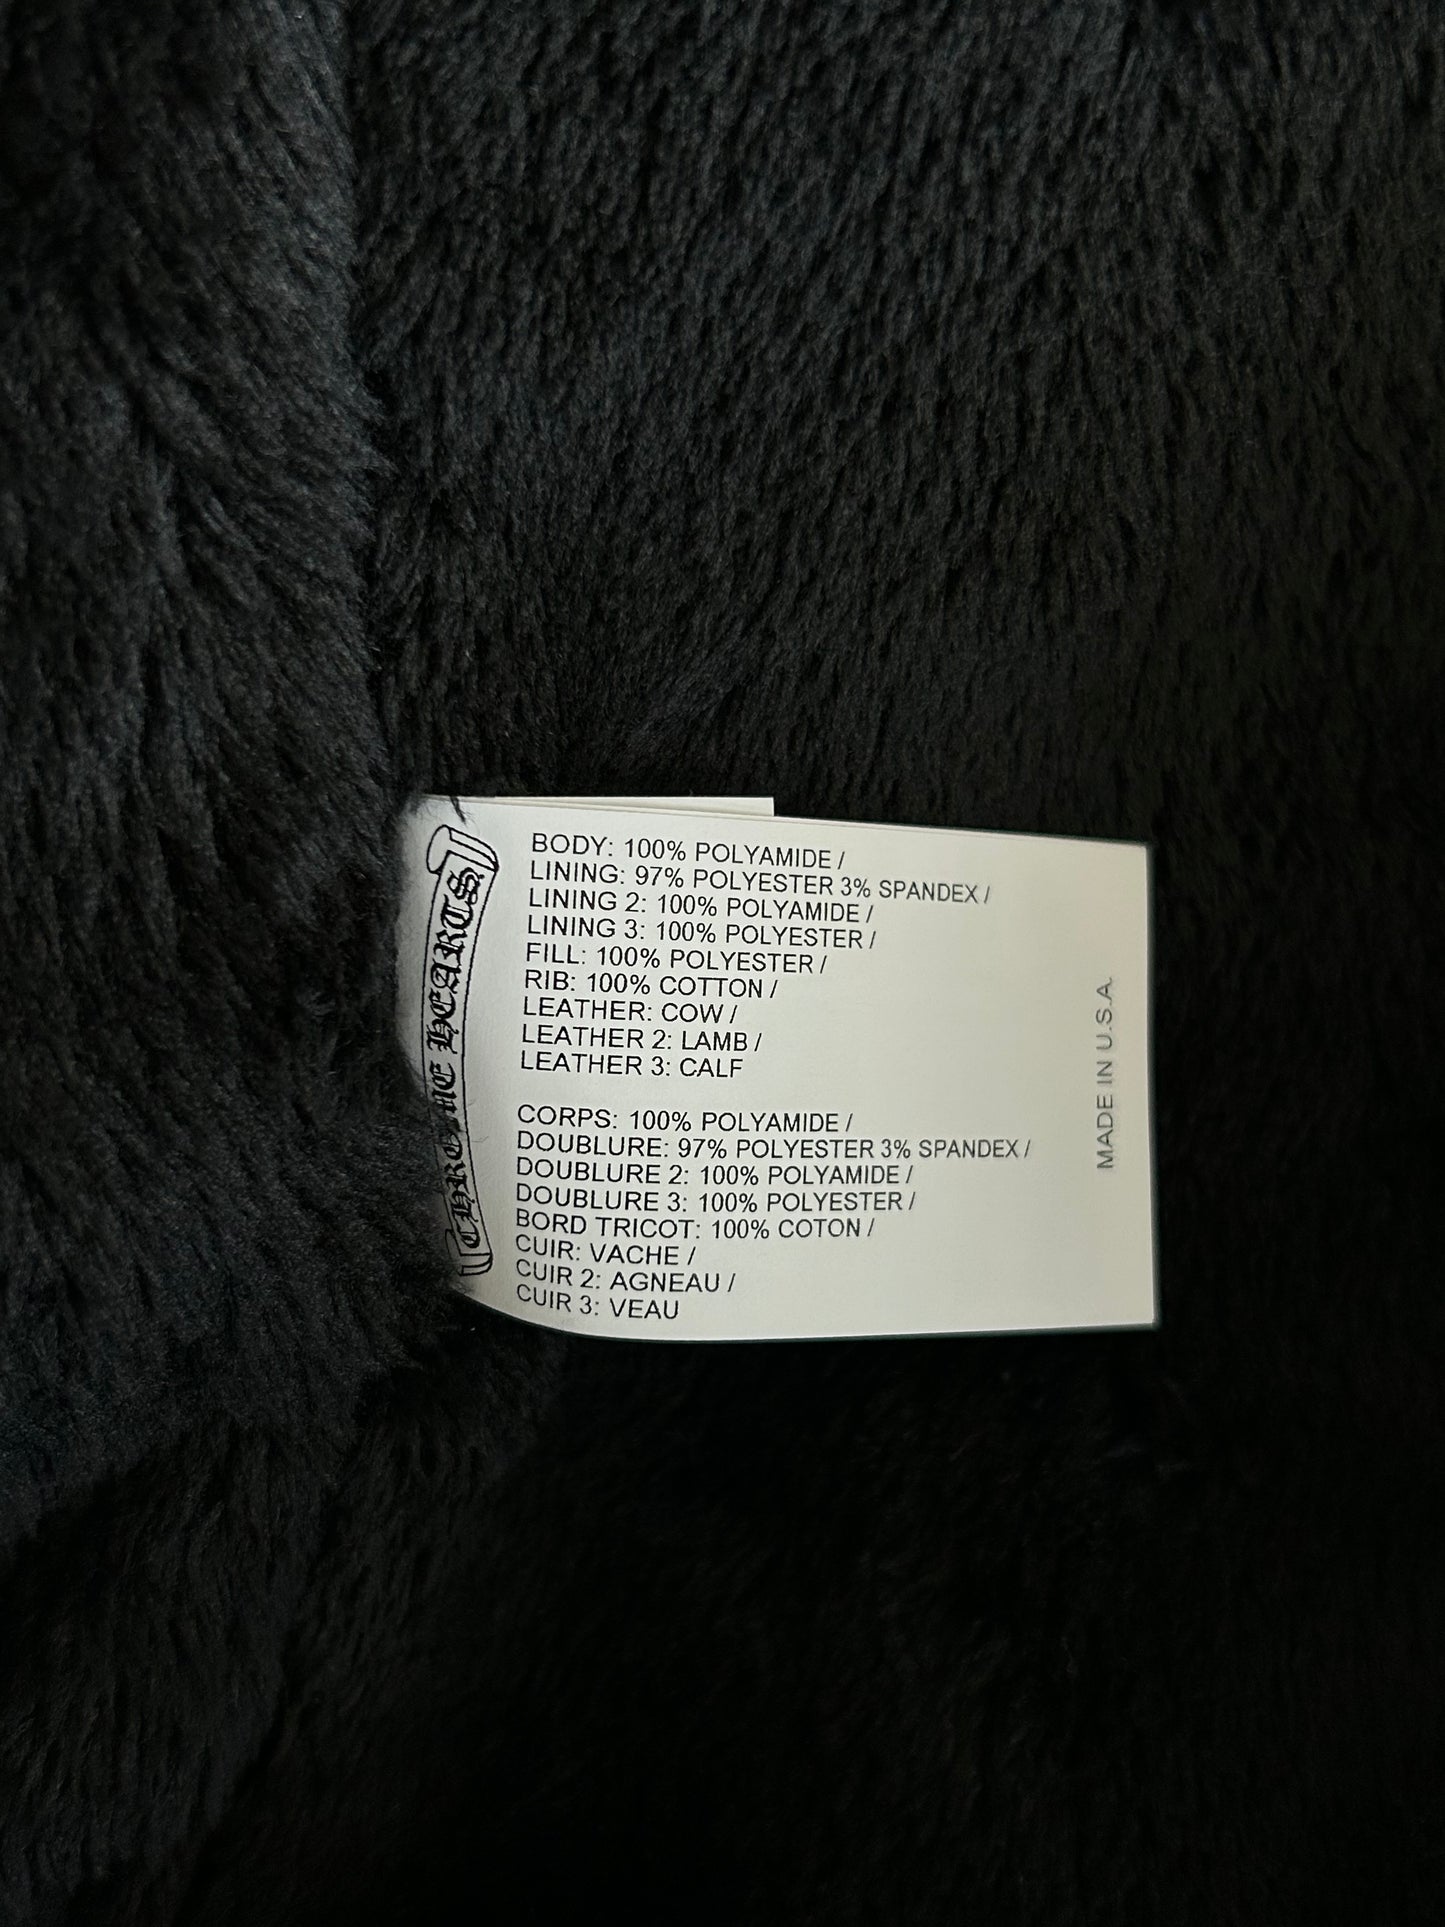 CHROME HEARTS
BODY: 100% POLYAMIDE /
LINING: 97% POLYESTER 3% SPANDEX /
LINING 2: 100% POLYAMIDE /
LINING 3: 100% POLYESTER /
FILL: 100% POLYESTER /
RIB: 100% COTTON /
LEATHER: COW /
LEATHER 2: LAMB /
LEATHER 3: CALF
CORPS: 100% POLYAMIDE /
DOUBLURE: 97% POLYESTER 3% SPANDEX /
DOUBLURE 2: 100% POLYAMIDE /
DOUBLURE 3: 100% POLYESTER /
BORD TRICOT: 100% COTON /
CUIR: VACHE /
CUIR 2: AGNEAU /
CUIR 3: VEAU
MADE IN U.S.A.